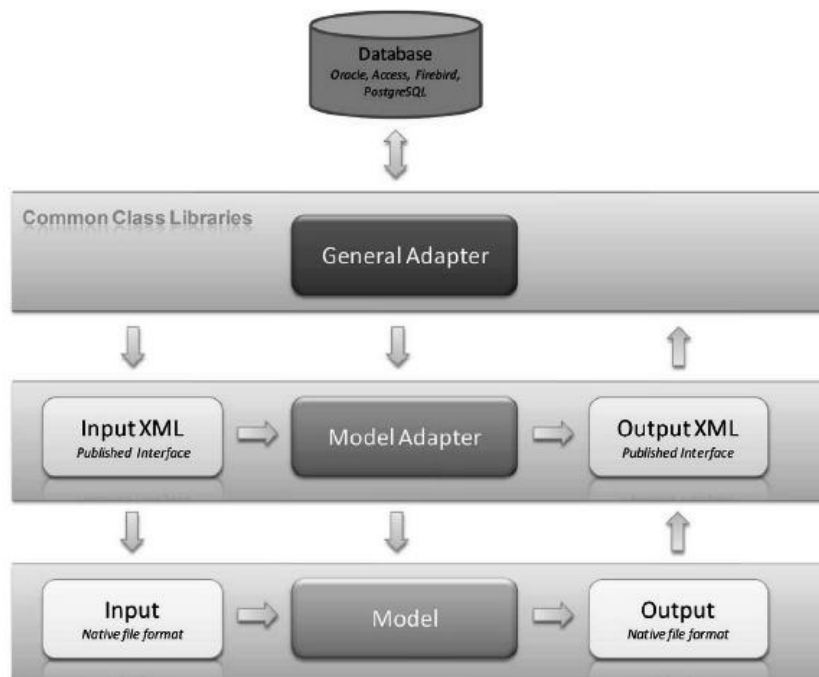 Database
Oracle, Access, Firebird,
PostgreSQL
Common Class Libraries
General Adapter
Input XML
Published Interface
Model Adapter
Output XML
Published Interface
Input
Native file format
Model
Output
Native file format